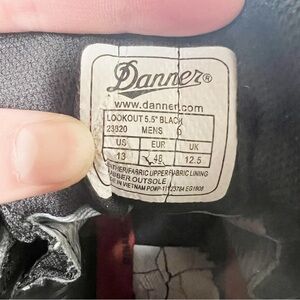 Danner®
www.danner.com
LOOKOUT 5.5" BLACK
23820 MENS D
US EUR UK
13 48 12.5
LEATHER/FABRIC UPPER/FABRIC LINING
RUBBER OUTSOLE
MADE IN VIETNAM